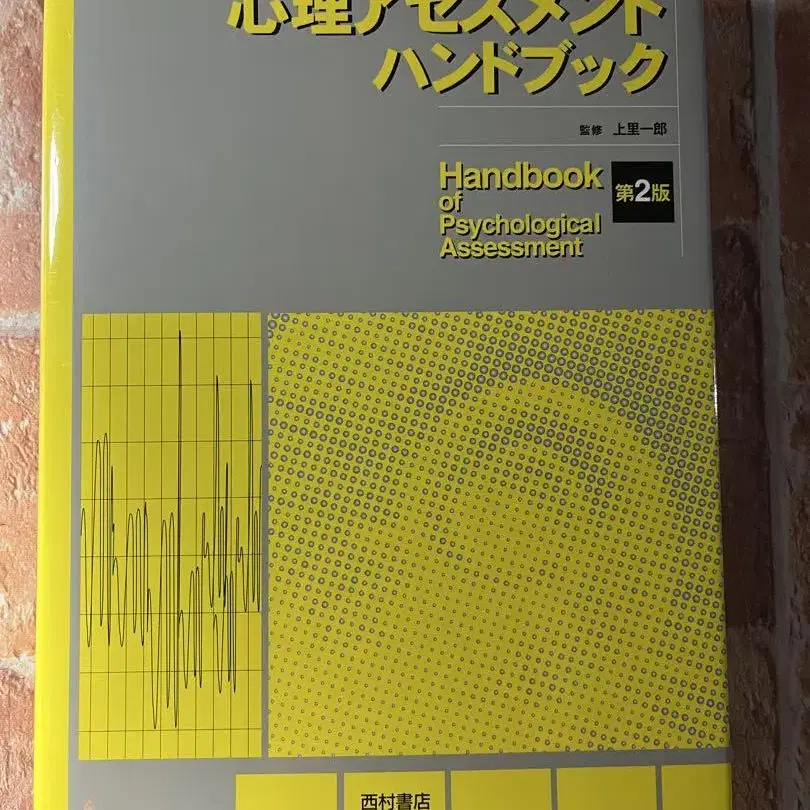 心理アセスメント
ハンドブック
監修 上里一郎
Handbook
of
Psychological
Assessment
第2版
西村書店